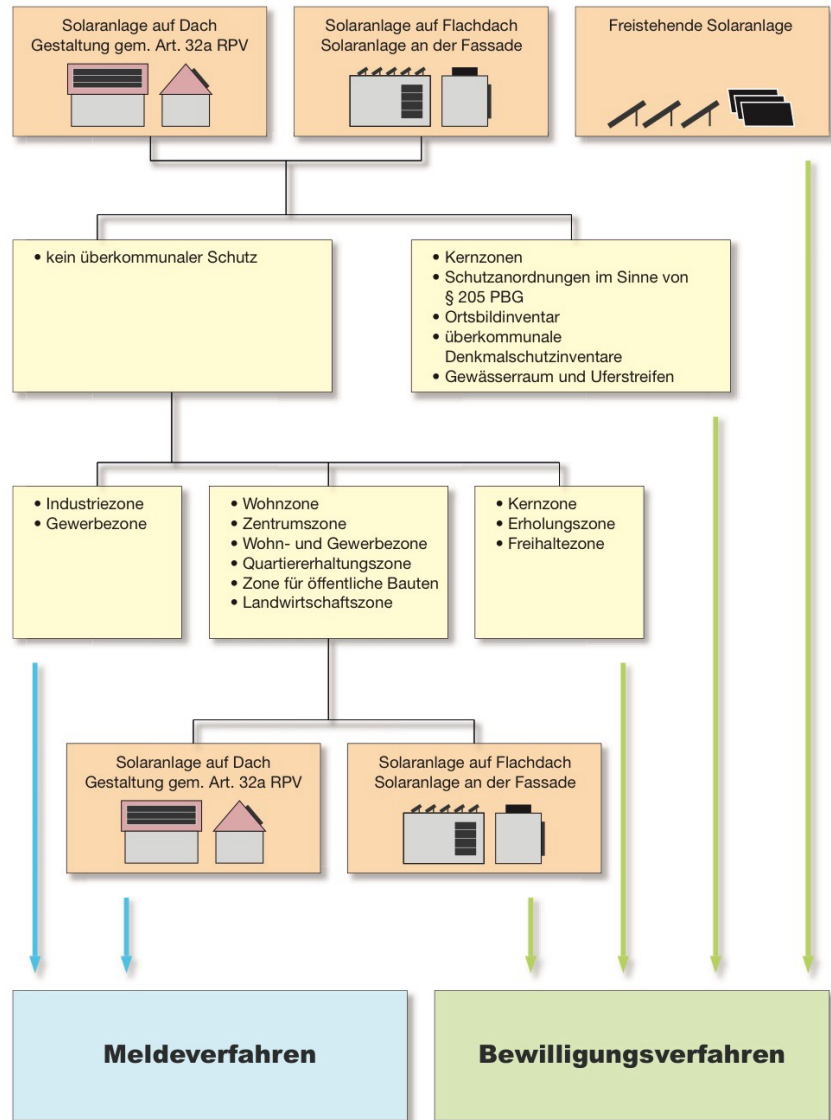 Solaranlage auf Dach
Gestaltung gem. Art. 32a RPV
Solaranlage auf Flachdach
Solaranlage an der Fassade
Freistehende Solaranlage
• kein überkommunaler Schutz
• Kernzonen
• Schutzanordnungen im Sinne von
§ 205 PBG
• Ortsbildinventar
• überkommunale
Denkmalschutzinventare
• Gewässerraum und Uferstreifen
• Industriezone
• Gewerbezone
• Wohnzone
• Zentrumszone
• Wohn- und Gewerbezone
• Quartiererhaltungszone
• Zone für öffentliche Bauten
• Landwirtschaftszone
• Kernzone
• Erholungszone
• Freihaltezone
Solaranlage auf Dach
Gestaltung gem. Art. 32a RPV
Solaranlage auf Flachdach
Solaranlage an der Fassade
Meldeverfahren
Bewilligungsverfahren